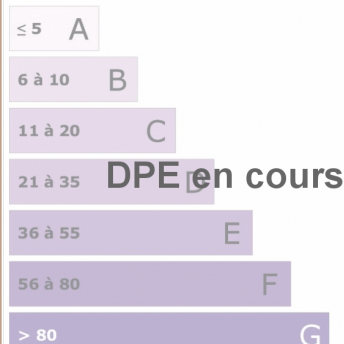 ≤ 5 A
6 à 10 B
11 à 20 C
21 à 35 D
DPE en cours
36 à 55 E
56 à 80 F
> 80 G